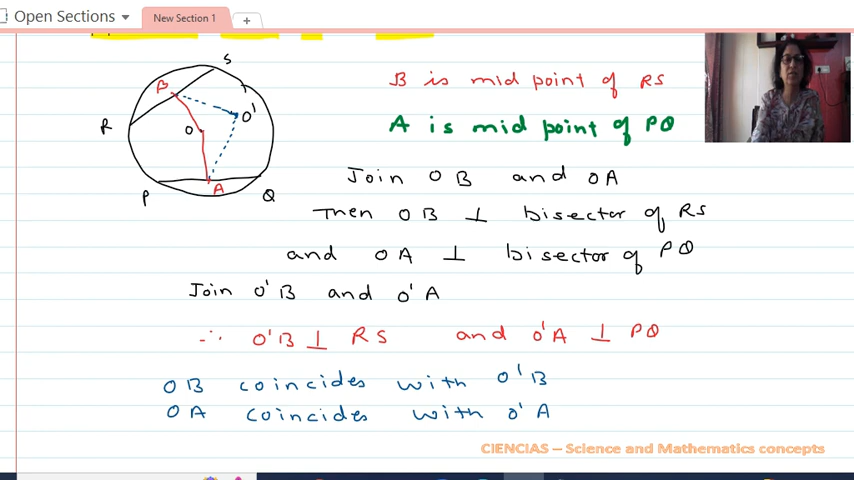 Open Sections
New Section 1
+
S
B
B is mid point of RS
O'
R
O
A is mid point of PQ
Join OB and OA
A
P
Q
Then OB ⊥ bisector of RS
and OA ⊥ bisector of PQ
Join O'B and O'A
∴ O'B ⊥ RS and O'A ⊥ PQ
OB coincides with O'B
OA coincides with O'A
CIENCIAS – Science and Mathematics concepts